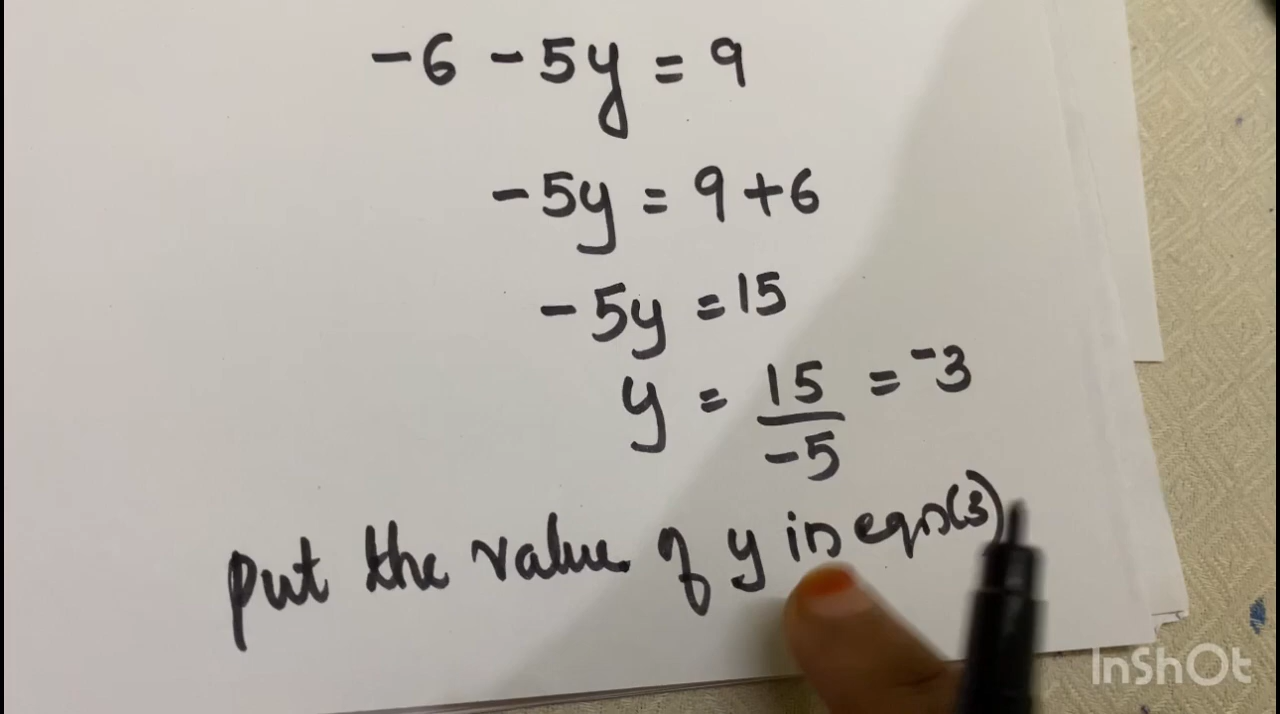 -6 -5y = 9
-5y = 9+6
-5y = 15
y = 15/-5 = -3
put the value of y in eqn(3)
InShOt